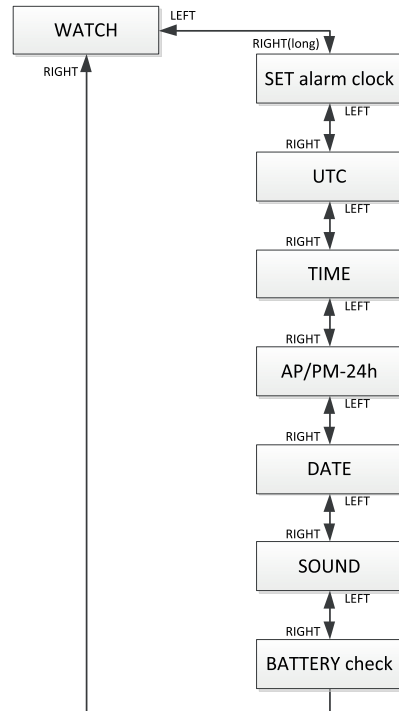 LEFT
WATCH
RIGHT(long)
RIGHT
SET alarm clock
LEFT
RIGHT
UTC
LEFT
RIGHT
TIME
LEFT
RIGHT
AP/PM-24h
LEFT
RIGHT
DATE
LEFT
RIGHT
SOUND
LEFT
RIGHT
BATTERY check